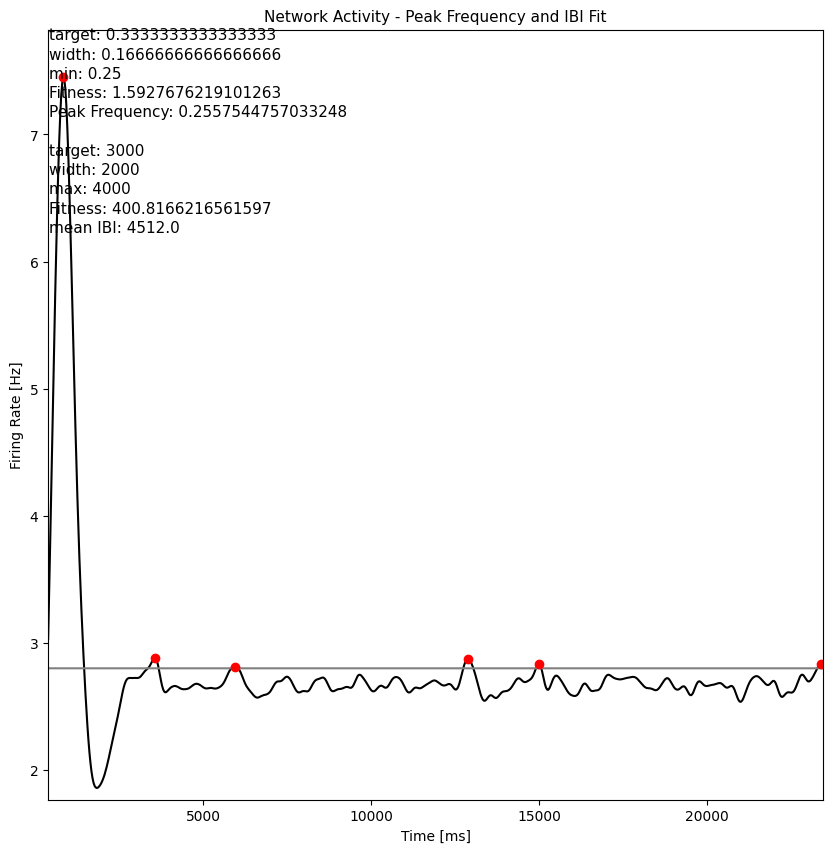 Network Activity - Peak Frequency and IBI Fit
target: 0.3333333333333333
width: 0.16666666666666666
min: 0.25
Fitness: 1.5927676219101263
Peak Frequency: 0.2557544757033248
target: 3000
width: 2000
max: 4000
Fitness: 400.8166216561597
mean IBI: 4512.0
Firing Rate [Hz]
7
6
5
4
3
2
5000 10000 15000 20000
Time [ms]